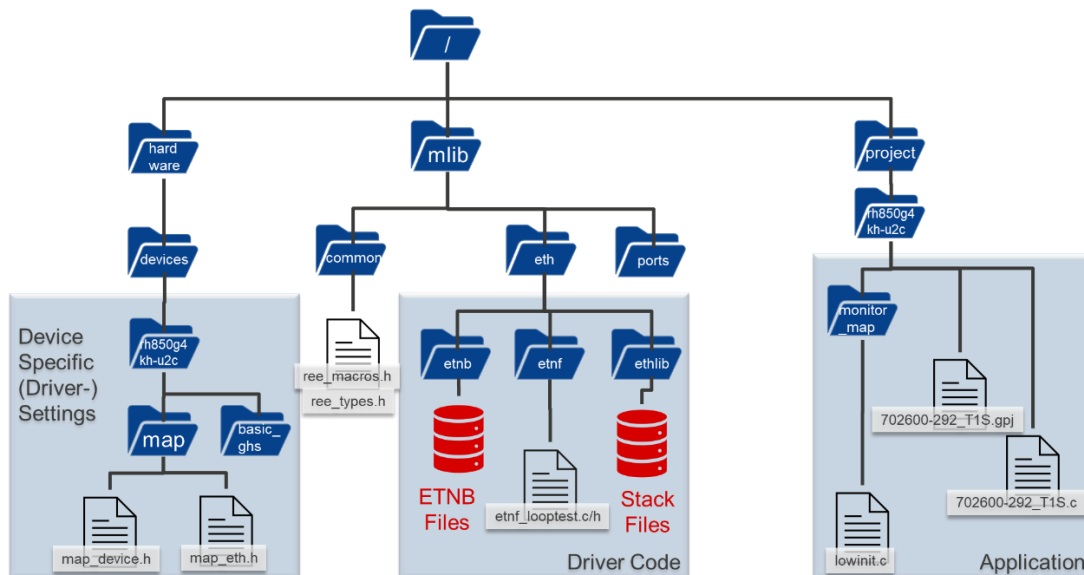 /
hard
ware
mlib
project
rh850g4
kh-u2c
devices
common
eth
ports
Device
Specific
(Driver-)
Settings
rh850g4
kh-u2c
map
basic_
ghs
map_device.h
map_eth.h
ree_macros.h
ree_types.h
etnb
etnf
ethlib
ETNB
Files
etnf_looptest.c/h
Stack
Files
Driver Code
monitor
_map
702600-292_T1S.gpj
702600-292_T1S.c
lowinit.c
Application